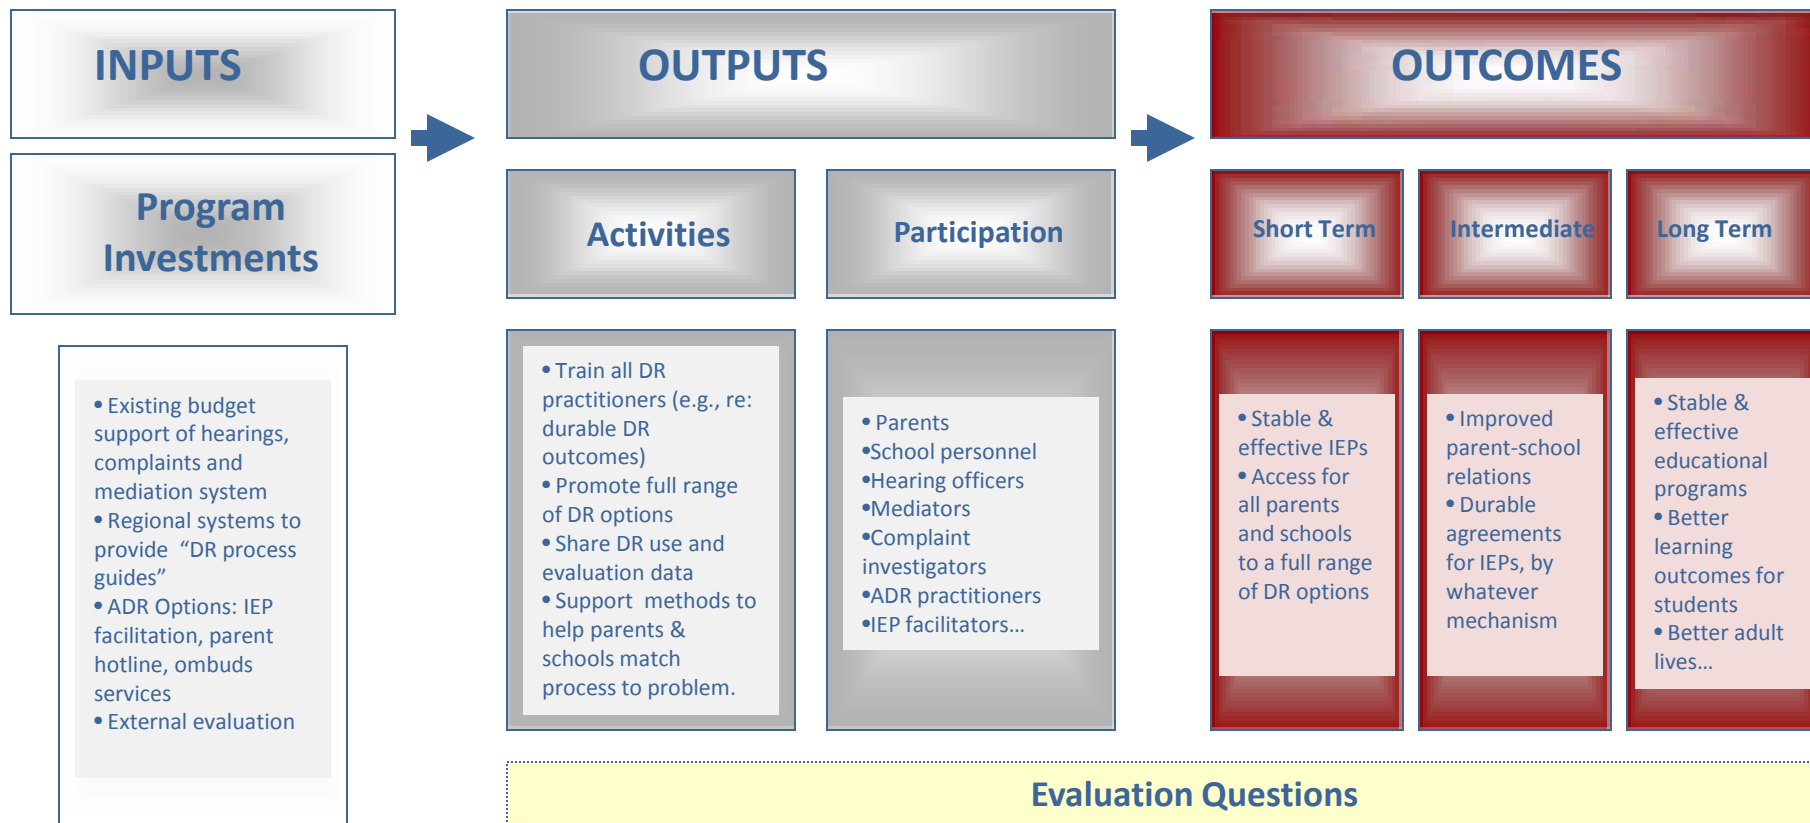 INPUTS
OUTPUTS
OUTCOMES
Program
Investments
Activities
Participation
Short Term
Intermediate
Long Term
• Existing budget
support of hearings,
complaints and
mediation system
• Regional systems to
provide “DR process
guides”
• ADR Options: IEP
facilitation, parent
hotline, ombuds
services
• External evaluation
• Train all DR
practitioners (e.g., re:
durable DR
outcomes)
• Promote full range
of DR options
• Share DR use and
evaluation data
• Support methods to
help parents &
schools match
process to problem.
• Parents
•School personnel
•Hearing officers
•Mediators
•Complaint
investigators
•ADR practitioners
•IEP facilitators…
• Stable &
effective IEPs
• Access for
all parents
and schools
to a full range
of DR options
• Improved
parent-school
relations
• Durable
agreements
for IEPs, by
whatever
mechanism
• Stable &
effective
educational
programs
• Better
learning
outcomes for
students
• Better adult
lives…
Evaluation Questions